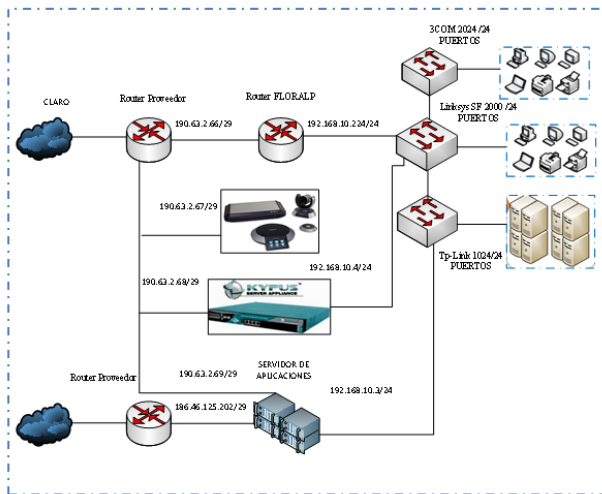 3COM 2024 /24
PUERTOS
CLARO
Router Proveedor
Router FLORALP
Linksys SF 2000 /24
PUERTOS
190.63.2.66/29
192.168.10.224/24
190.63.2.67/29
Tp-Link 1024/24
PUERTOS
190.63.2.68/29
192.168.10.4/24
KYPUS
SERVER APPLIANCE
Router Proveedor
190.63.2.69/29
SERVIDOR DE
APLICACIONES
192.168.10.3/24
186.46.125.202/29